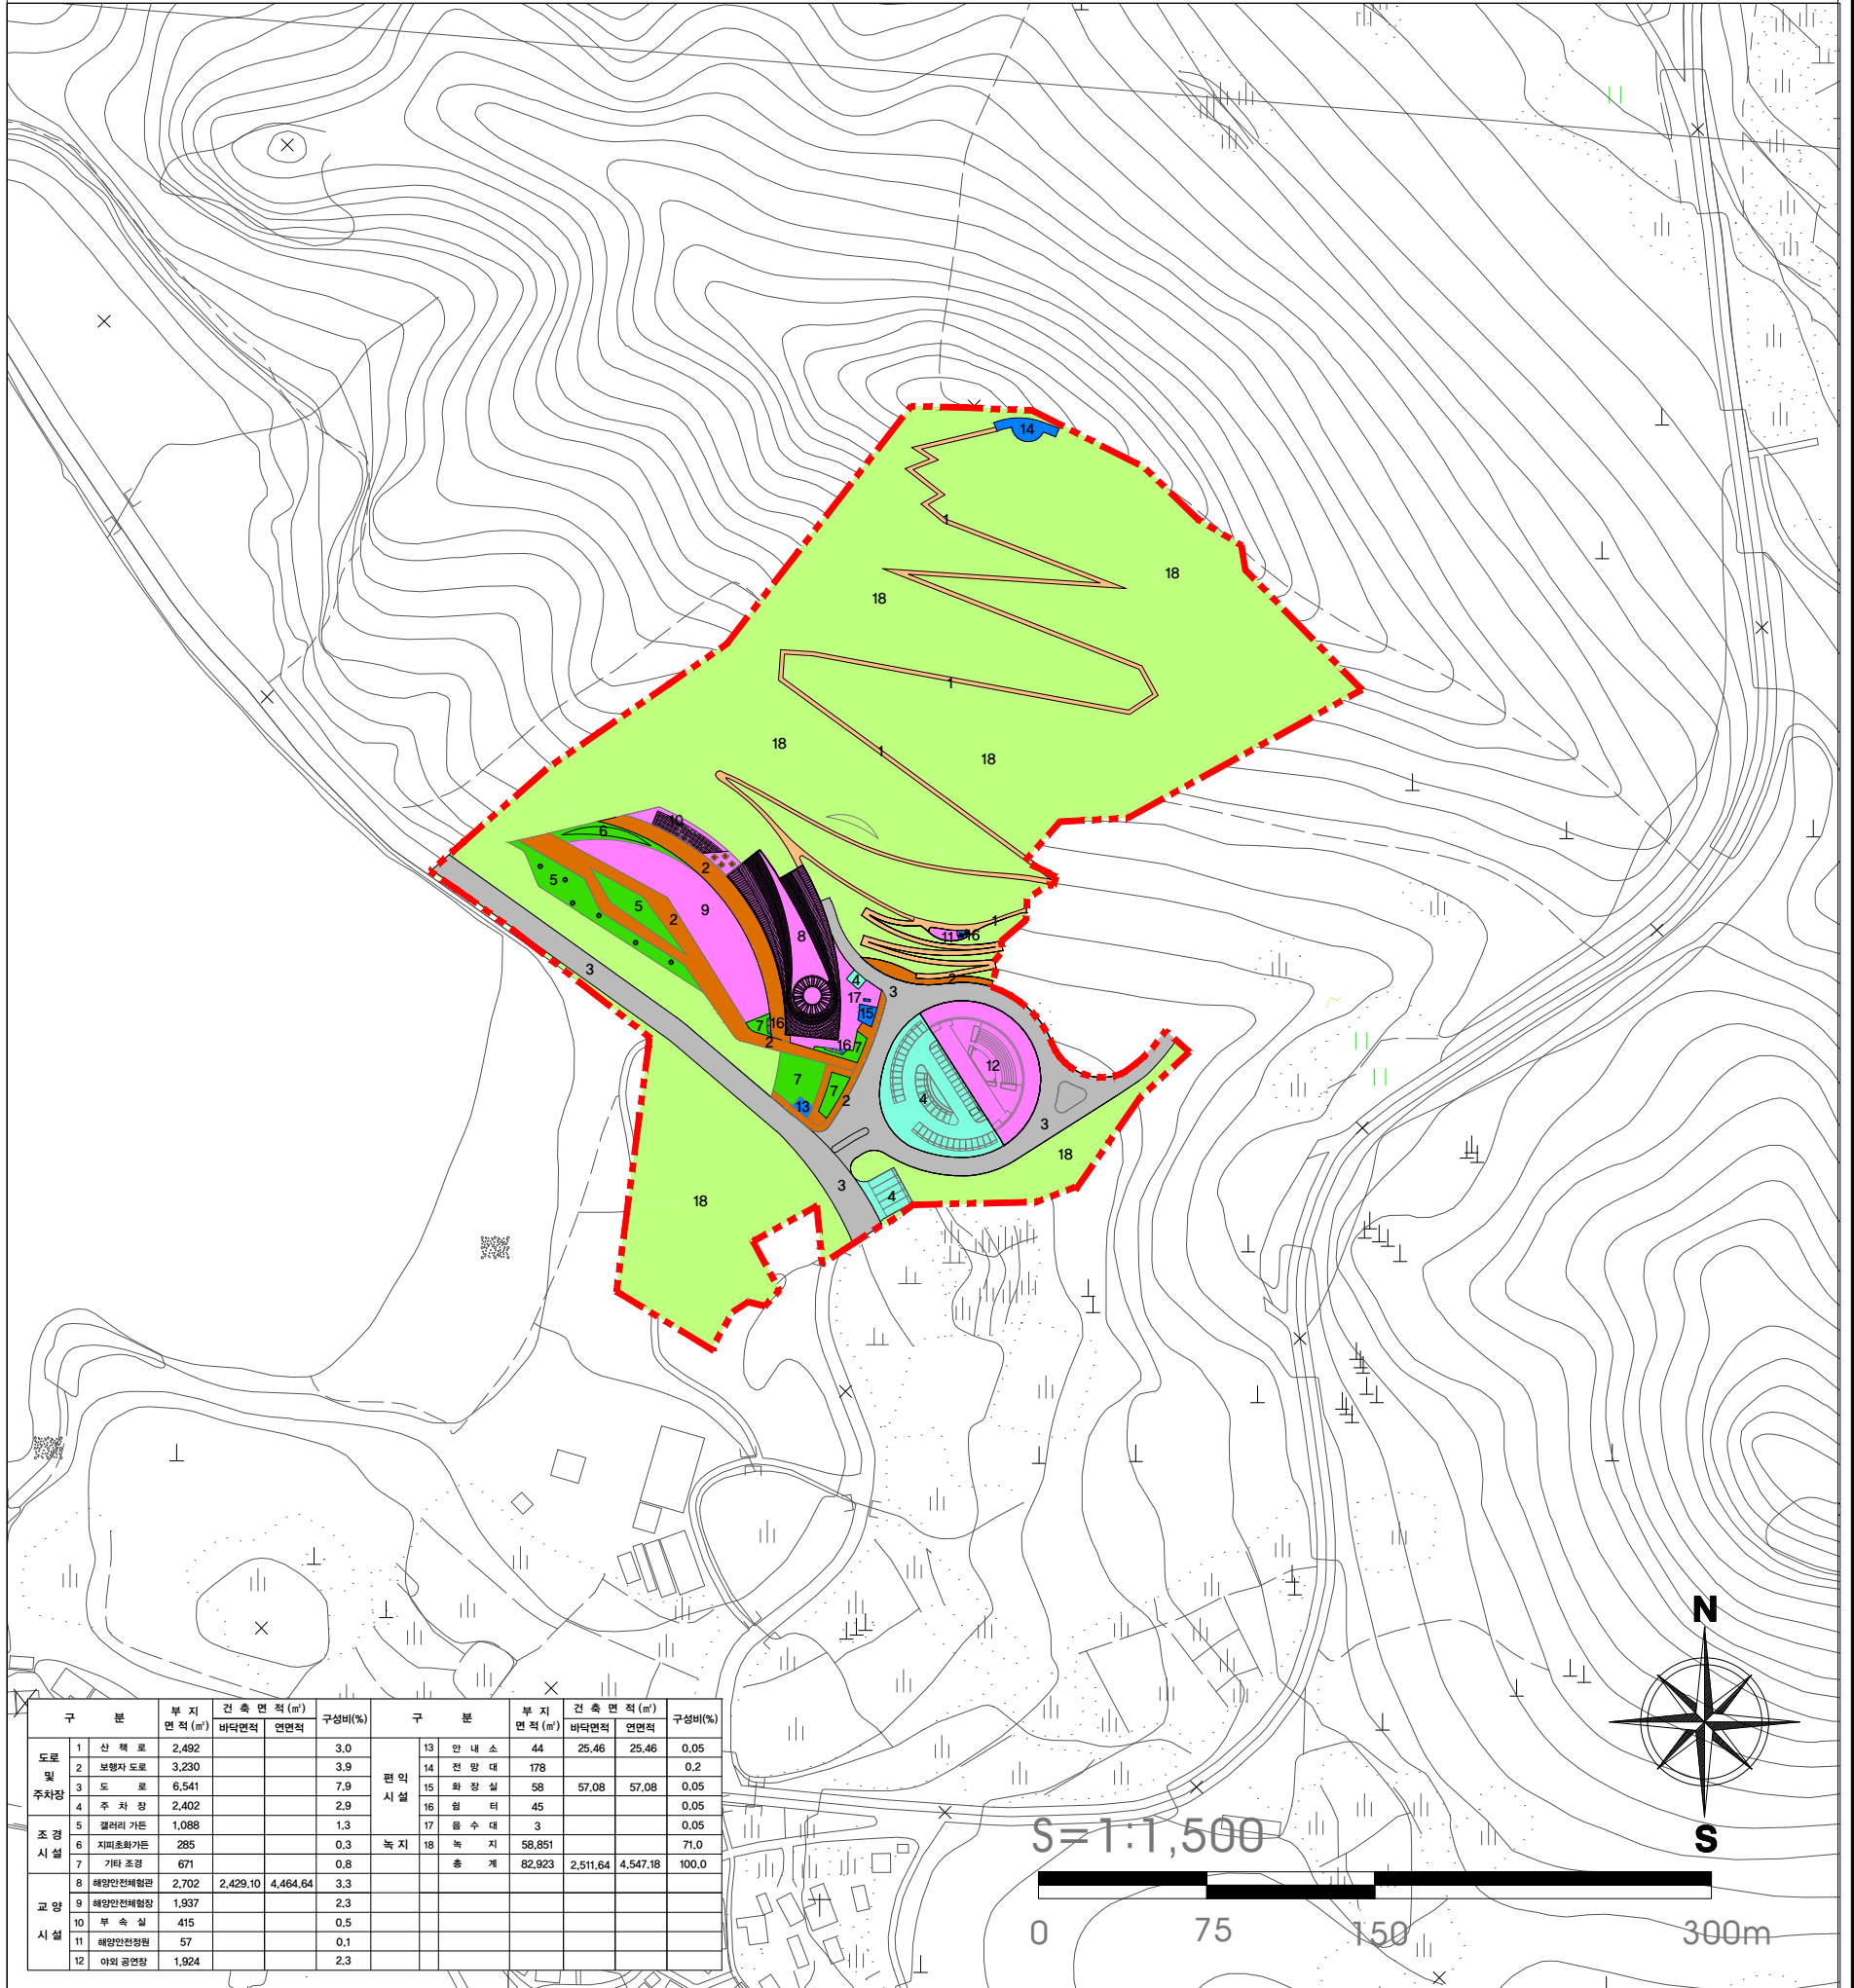 14
1
18
18
1
18
1
18
10
6
2
5
5
9
2
8
1
11
16
3
4
2
17
3
15
7
16
2
16
7
12
7
7
13
2
4
3
18
3
4
18
N
S
S=1:1,500
0 75 150 300m
구 분 부 지 면 적 (㎡) 건 축 면 적 (㎡) 바닥면적 연면적 구성비(%) 구 분 부 지 면 적 (㎡) 건 축 면 적 (㎡) 바닥면적 연면적 구성비(%)
도로 및 주차장 1 산 책 로 2,492 3.0 편 익 시 설 13 안 내 소 44 25.46 25.46 0.05
2 보행자 도로 3,230 3.9 14 전 망 대 178 0.2
3 도 로 6,541 7.9 15 화 장 실 58 57.08 57.08 0.05
4 주 차 장 2,402 2.9 16 쉼 터 45 0.05
조 경 시 설 5 갤러리 가든 1,088 1.3 17 음 수 대 3 0.05
6 지피초화가든 285 0.3 녹 지 18 녹 지 58,851 71.0
7 기타 조경 671 0.8 총 계 82,923 2,511.64 4,547.18 100.0
교 양 시 설 8 해양안전체험관 2,702 2,429.10 4,464.64 3.3
9 해양안전체험장 1,937 2.3
10 부 속 실 415 0.5
11 해양안전정원 57 0.1
12 야외 공연장 1,924 2.3